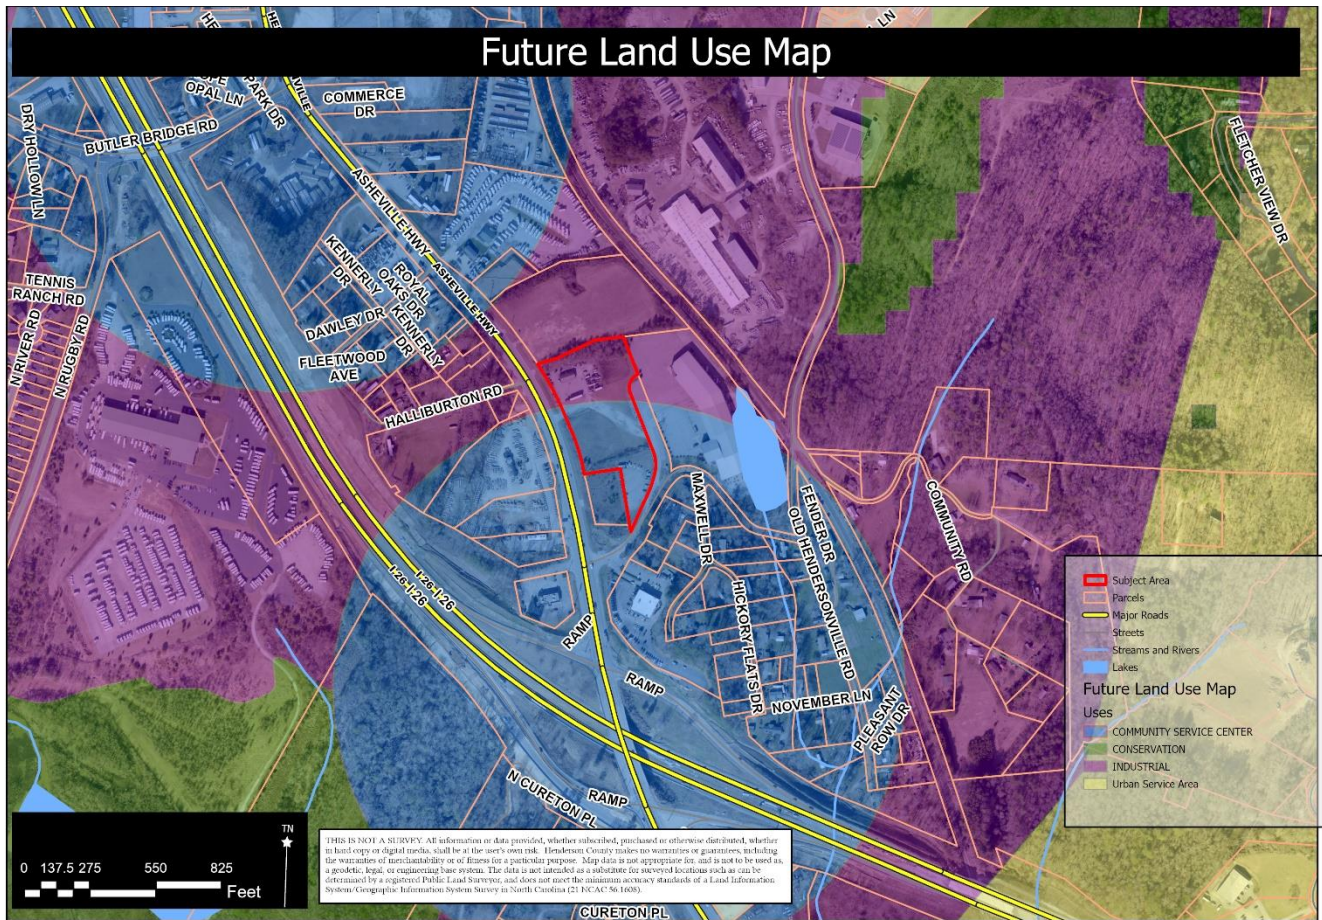 Future Land Use Map
OPAL LN
PARK DR
COMMERCE
DR
DRY HOLLOW LN
BUTLER BRIDGE RD
ASHEVILLE HWY
ASHEVILLE HWY
FLETCHER VIEW DR
KENNERLY
DR
ROYAL
OAKS DR
KENNERLY
DR
TENNIS
RANCH RD
N RIVER RD
N RUGBY RD
DAWLEY DR
FLEETWOOD
AVE
HALLIBURTON RD
MAXWELL DR
FENDER DR
OLD HENDERSONVILLE RD
COMMUNITY RD
HICKORY FLATS DR
I-26
I-26
I-26
I-26
RAMP
RAMP
NOVEMBER LN
PLEASANT
ROW DR
N CURETON PL
RAMP
CURETON PL
Subject Area
Parcels
Major Roads
Streets
Streams and Rivers
Lakes
Future Land Use Map
Uses
COMMUNITY SERVICE CENTER
CONSERVATION
INDUSTRIAL
Urban Service Area
TN
0 137.5 275 550 825
Feet
THIS IS NOT A SURVEY. All information or data provided, whether subscribed, purchased or otherwise distributed, whether
in hard copy or digital media, shall be at the user's own risk. Henderson County makes no warranties or guarantees, including
the warranties of merchantability or of fitness for a particular purpose. Map data is not appropriate for, and is not to be used as,
a geodetic, legal, or engineering base system. The data is not intended as a substitute for surveyed locations such as can be
determined by a registered Public Land Surveyor, and does not meet the minimum accuracy standards of a Land Information
System/Geographic Information System Survey in North Carolina (21 NCAC 56.1608).